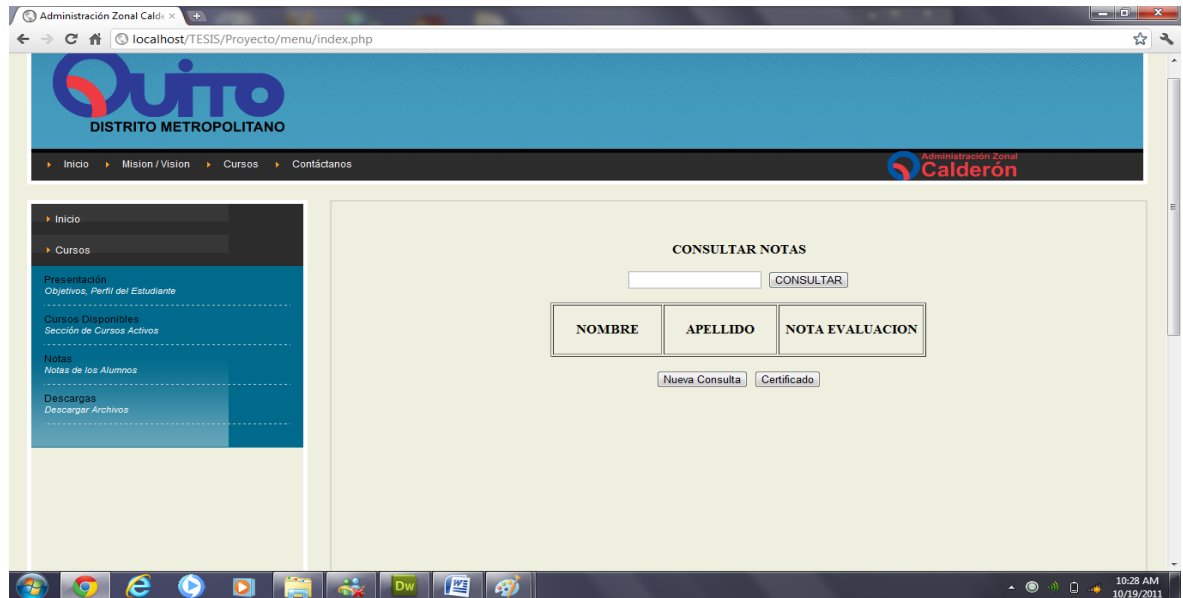 Administración Zonal Calde
localhost/TESIS/Proyecto/menu/index.php
QUITO
DISTRITO METROPOLITANO
Inicio Mision / Vision Cursos Contáctanos
Administración Zonal
Calderón
Inicio
Cursos
Presentación
Objetivos, Perfil del Estudiante
Cursos Disponibles
Sección de Cursos Activos
Notas
Notas de los Alumnos
Descargas
Descargar Archivos
CONSULTAR NOTAS
CONSULTAR
NOMBRE APELLIDO NOTA EVALUACION
Nueva Consulta Certificado
Dw
10:28 AM
10/19/2011